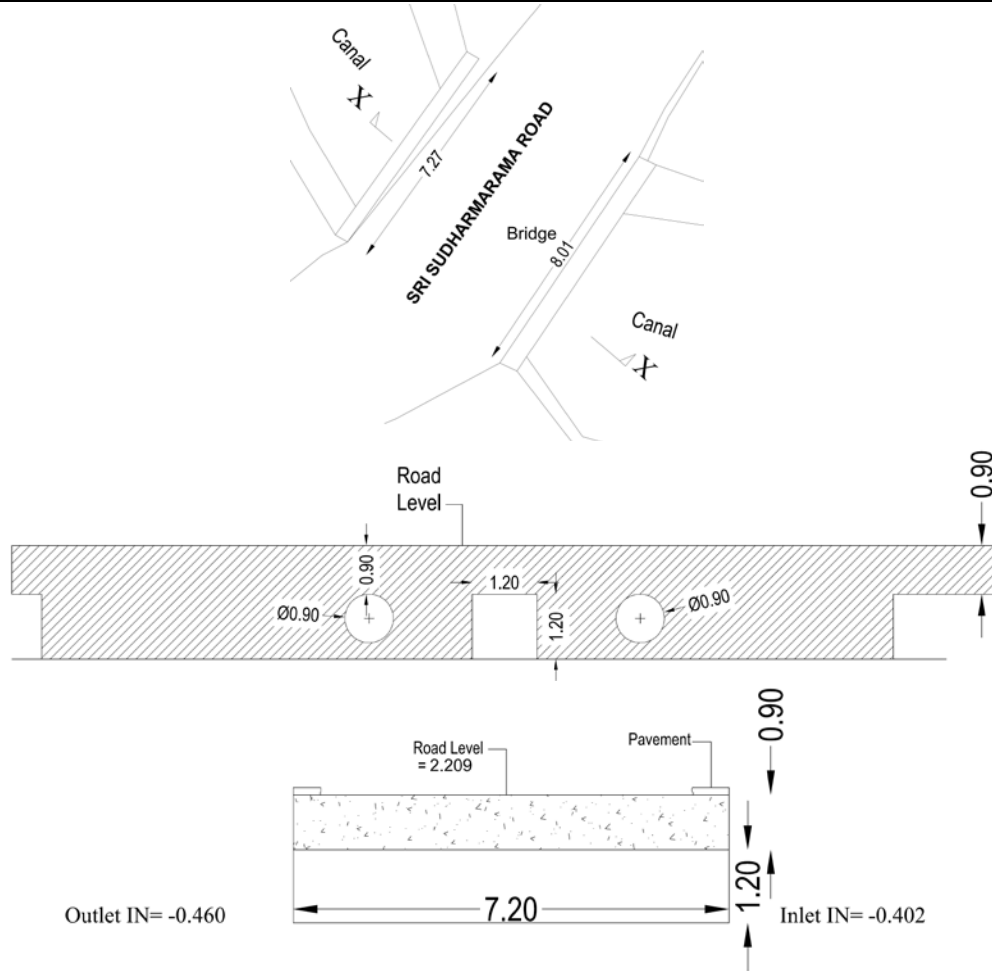 Canal
X
7.27
SRI SUDHARMARAMA ROAD
Bridge
8.01
Canal
X
Road
Level
0.90
0.90
1.20
Ø0.90
Ø0.90
1.20
0.90
Road Level
= 2.209
Pavement
1.20
7.20
Outlet IN= -0.460
Inlet IN= -0.402